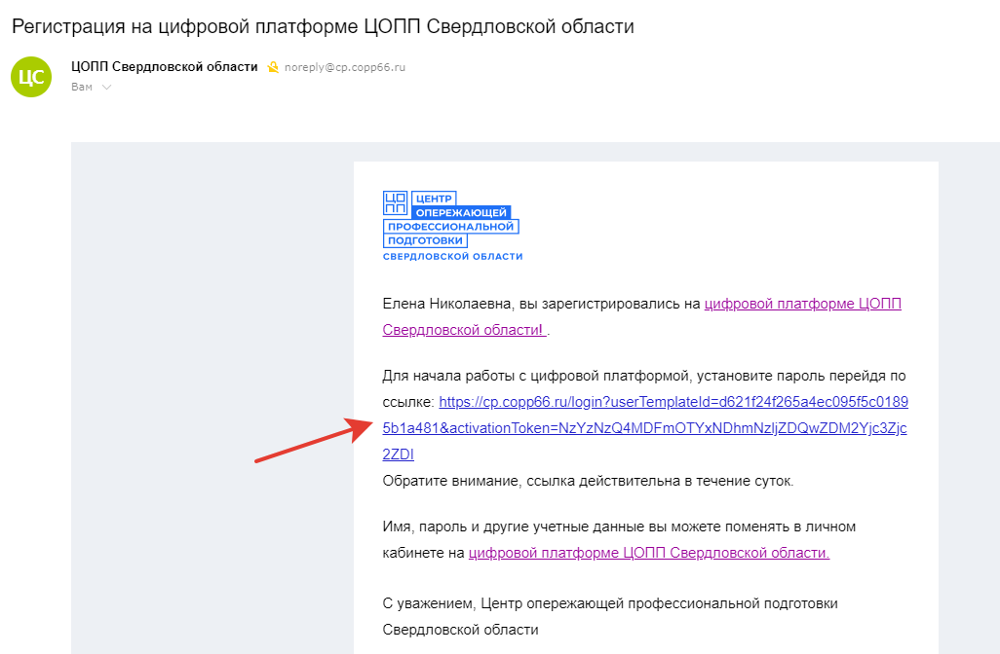 Регистрация на цифровой платформе ЦОПП Свердловской области
ЦС
ЦОПП Свердловской области noreply@cp.copp66.ru
Вам
ЦОПП
ЦЕНТР
ОПЕРЕЖАЮЩЕЙ
ПРОФЕССИОНАЛЬНОЙ
ПОДГОТОВКИ
СВЕРДЛОВСКОЙ ОБЛАСТИ
Елена Николаевна, вы зарегистрировались на цифровой платформе ЦОПП
Свердловской области! .
Для начала работы с цифровой платформой, установите пароль перейдя по
ссылке: https://cp.copp66.ru/login?userTemplateId=d621f24f265a4ec095f5c0189
5b1a481&activationToken=NzYzNzQ4MDFmOTYxNDhmNzljZDQwZDM2Yjc3Zjc
2ZDI
Обратите внимание, ссылка действительна в течение суток.
Имя, пароль и другие учетные данные вы можете поменять в личном
кабинете на цифровой платформе ЦОПП Свердловской области.
С уважением, Центр опережающей профессиональной подготовки
Свердловской области